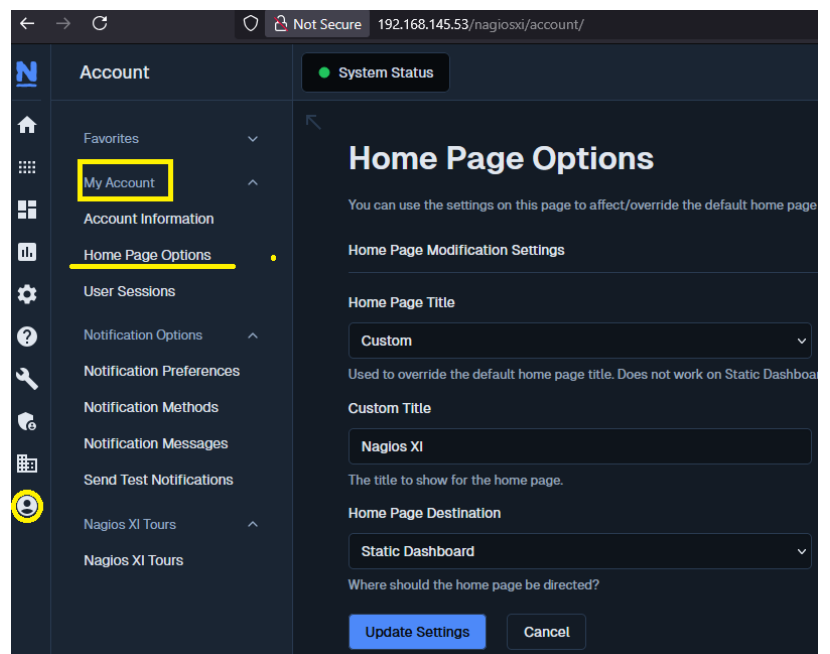 Not Secure 192.168.145.53/nagiosxi/account/
N Account
System Status
Favorites
My Account
Account Information
Home Page Options
User Sessions
Notification Options
Notification Preferences
Notification Methods
Notification Messages
Send Test Notifications
Nagios XI Tours
Nagios XI Tours
Home Page Options
You can use the settings on this page to affect/override the default home page
Home Page Modification Settings
Home Page Title
Custom
Used to override the default home page title. Does not work on Static Dashboa
Custom Title
Nagios XI
The title to show for the home page.
Home Page Destination
Static Dashboard
Where should the home page be directed?
Update Settings Cancel